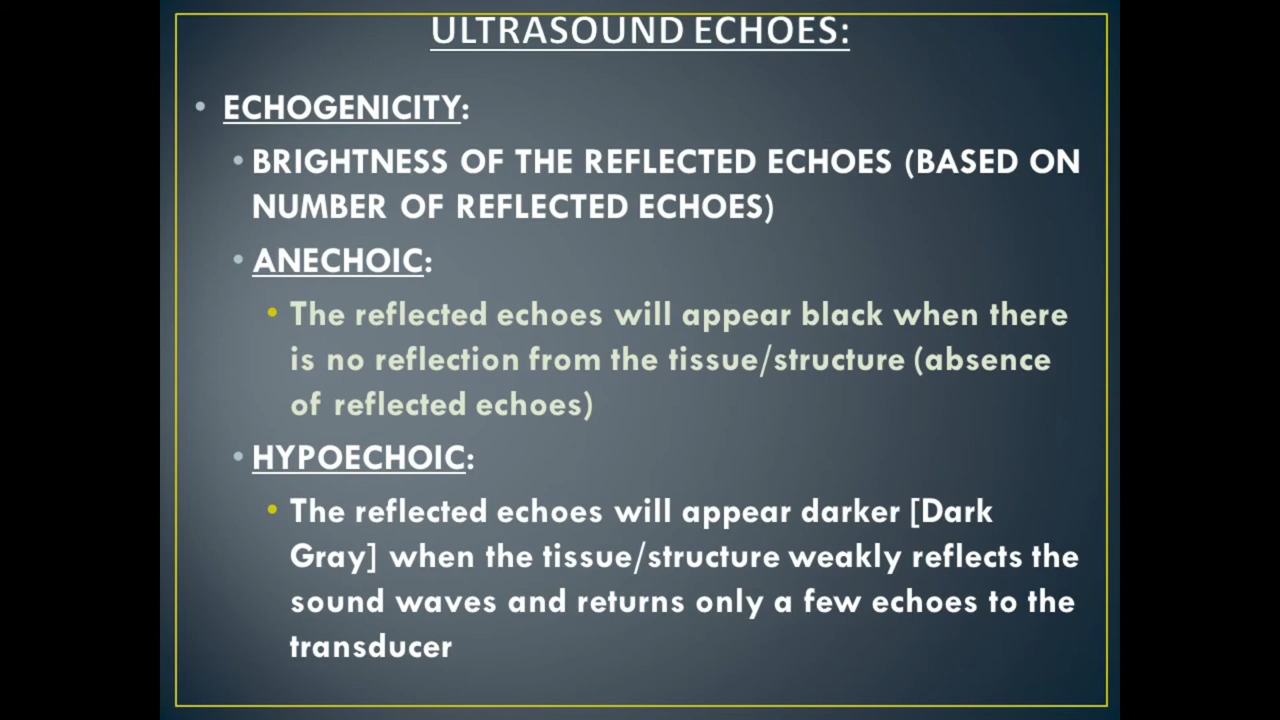 ULTRASOUND ECHOES:
• ECHOGENICITY:
• BRIGHTNESS OF THE REFLECTED ECHOES (BASED ON
NUMBER OF REFLECTED ECHOES)
• ANECHOIC:
• The reflected echoes will appear black when there
is no reflection from the tissue/structure (absence
of reflected echoes)
• HYPOECHOIC:
• The reflected echoes will appear darker [Dark
Gray] when the tissue/structure weakly reflects the
sound waves and returns only a few echoes to the
transducer